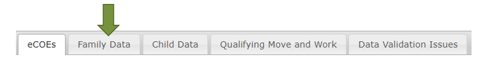 eCOEs Family Data Child Data Qualifying Move and Work Data Validation Issues